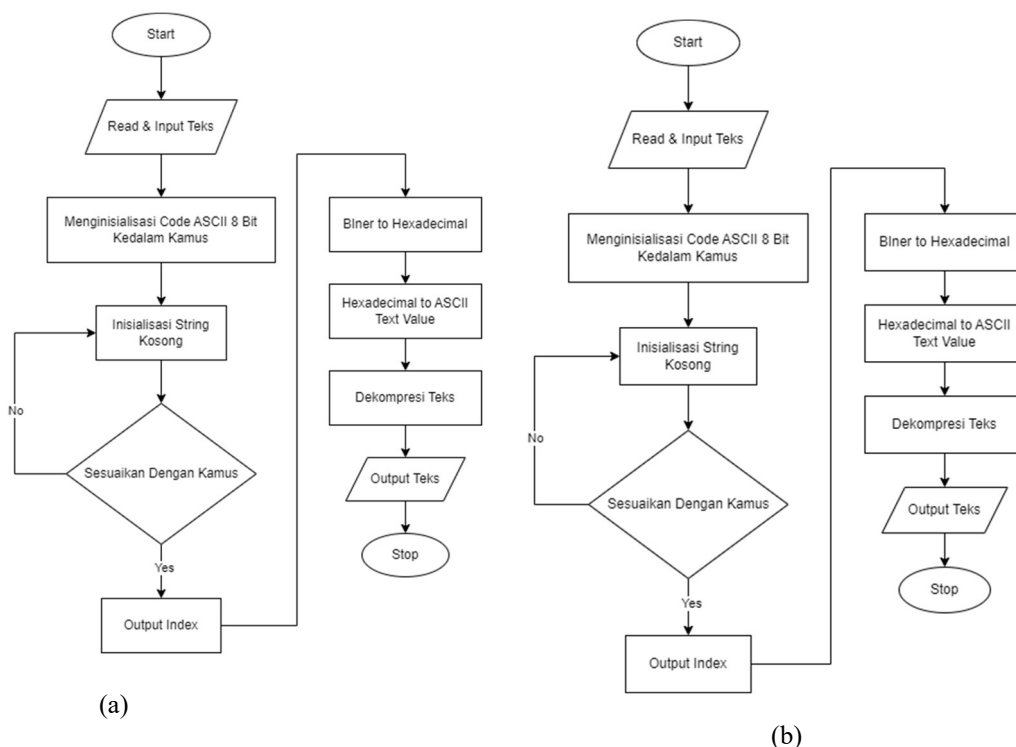 Start
Read & Input Teks
Menginisialisasi Code ASCII 8 Bit
Kedalam Kamus
Inisialisasi String
Kosong
No
Sesuaikan Dengan Kamus
Yes
Output Index
BIner to Hexadecimal
Hexadecimal to ASCII
Text Value
Dekompresi Teks
Output Teks
Stop
(a)
Start
Read & Input Teks
Menginisialisasi Code ASCII 8 Bit
Kedalam Kamus
Inisialisasi String
Kosong
No
Sesuaikan Dengan Kamus
Yes
Output Index
BIner to Hexadecimal
Hexadecimal to ASCII
Text Value
Dekompresi Teks
Output Teks
Stop
(b)